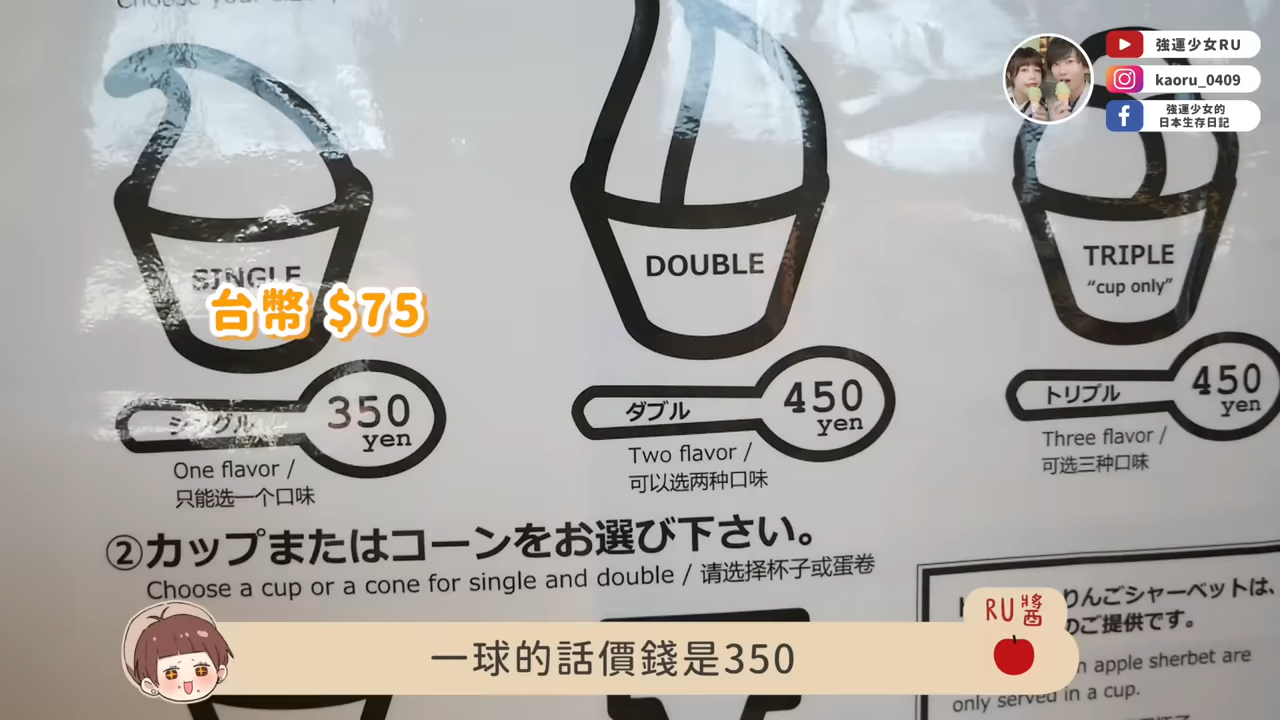 強運少女RU
kaoru_0409
強運少女的
日本生存日記
SINGLE
台幣 $75
シングル
350
yen
One flavor /
只能选一个口味
DOUBLE
ダブル
450
yen
Two flavor /
可以选两种口味
TRIPLE
“cup only”
トリプル
450
yen
Three flavor /
可选三种口味
②カップまたはコーンをお選び下さい。
Choose a cup or a cone for single and double / 请选择杯子或蛋卷
りんごシャーベットは、
のご提供です。
apple sherbet are
only served in a cup.
RU醬
一球的話價錢是350